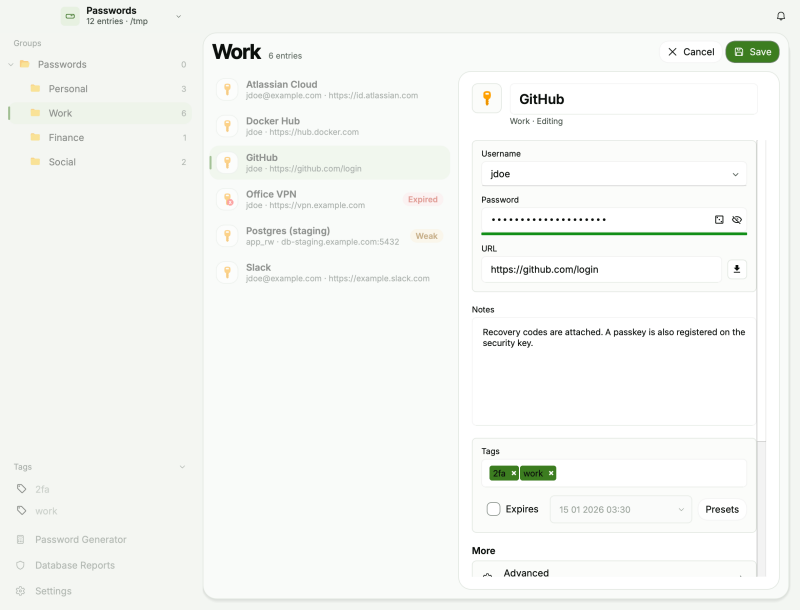 Passwords
12 entries · /tmp
Groups
Passwords 0
Personal 3
Work 6
Finance 1
Social 2
Tags
2fa
work
Password Generator
Database Reports
Settings
Work 6 entries
Cancel
Save
Atlassian Cloud
jdoe@example.com · https://id.atlassian.com
Docker Hub
jdoe · https://hub.docker.com
GitHub
jdoe · https://github.com/login
Office VPN
jdoe · https://vpn.example.com
Expired
Postgres (staging)
app_rw · db-staging.example.com:5432
Weak
Slack
jdoe@example.com · https://example.slack.com
GitHub
Work · Editing
Username
jdoe
Password
••••••••••••••••••••
URL
https://github.com/login
Notes
Recovery codes are attached. A passkey is also registered on the
security key.
Tags
2fa × work ×
Expires 15 01 2026 03:30 Presets
More
Advanced